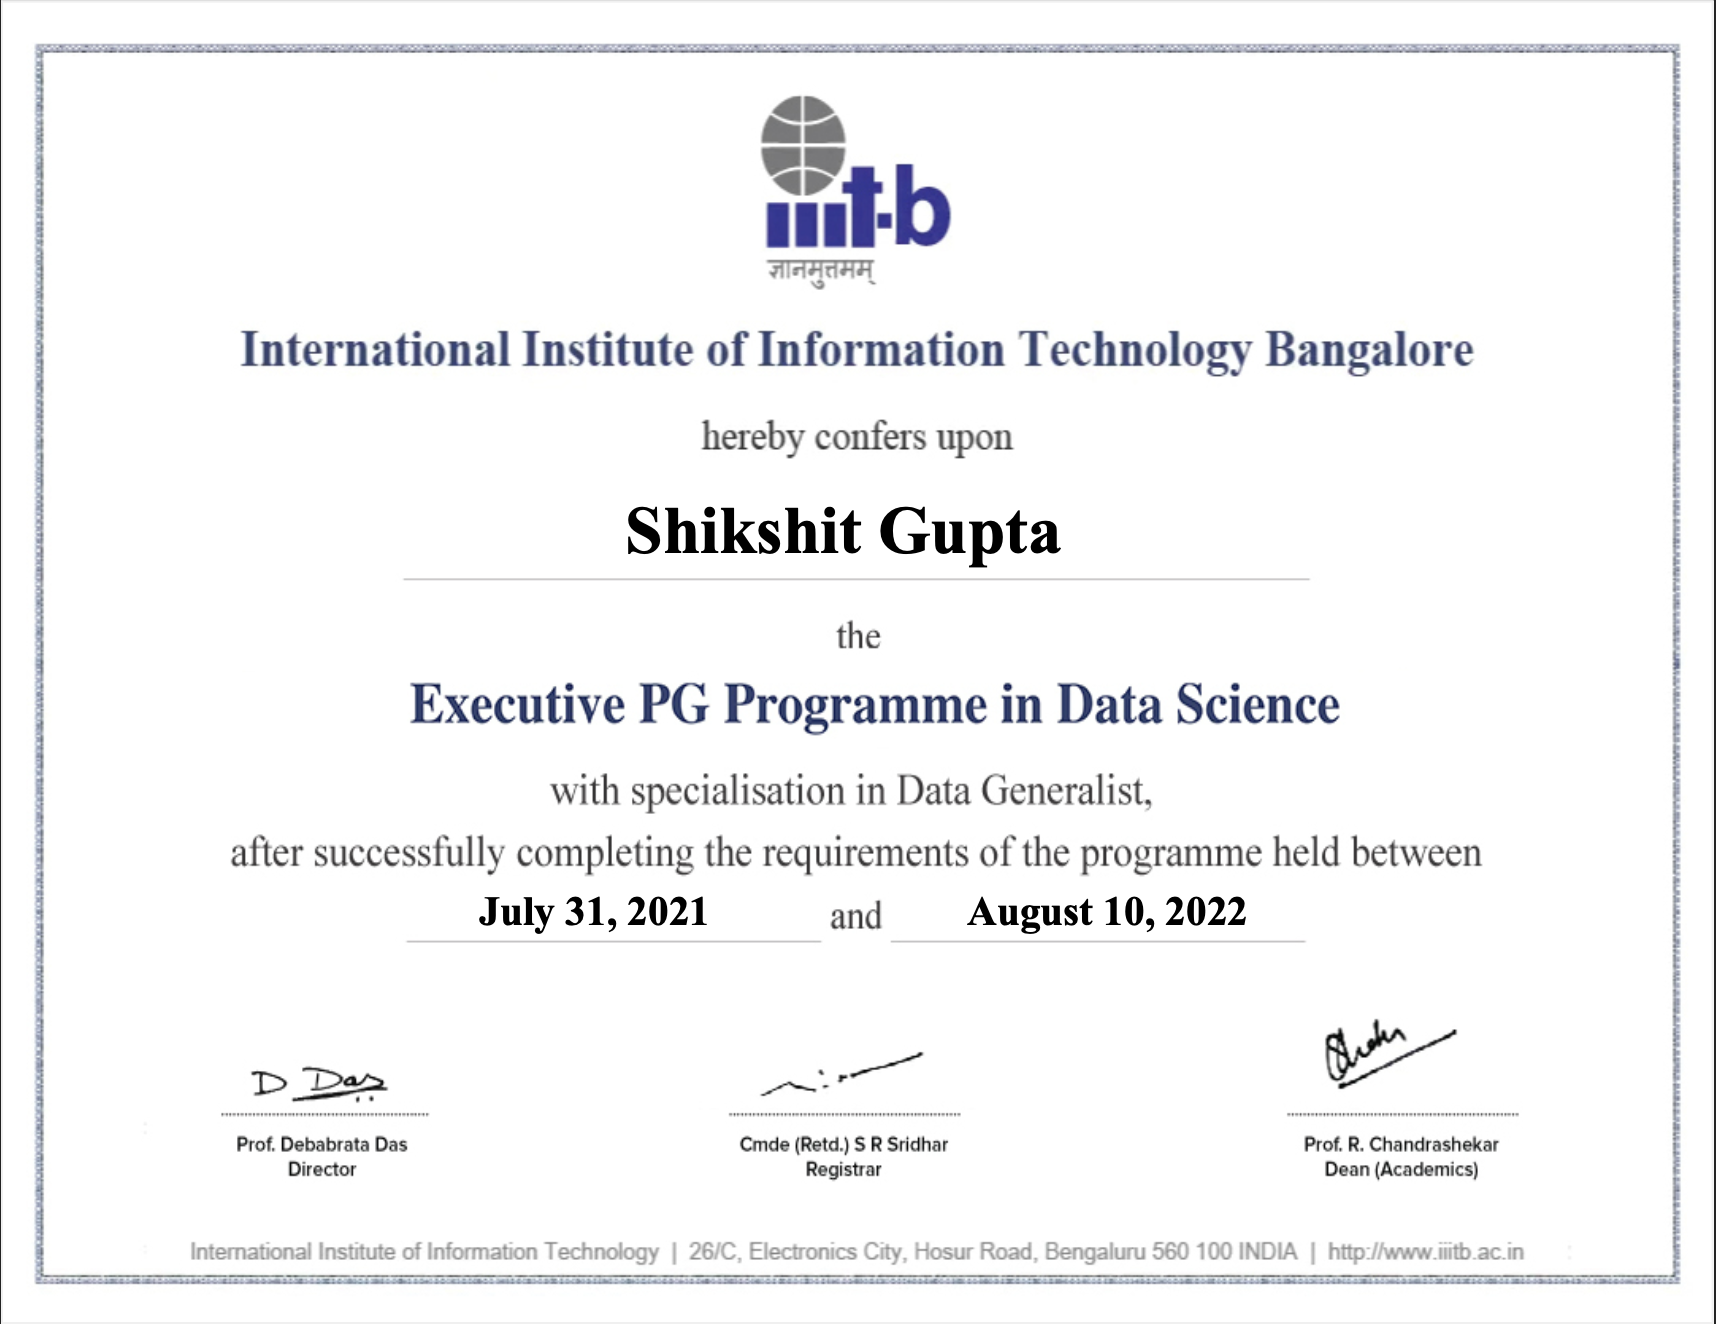 iiit-b
ज्ञानमुत्तमम्
International Institute of Information Technology Bangalore
hereby confers upon
Shikshit Gupta
the
Executive PG Programme in Data Science
with specialisation in Data Generalist,
after successfully completing the requirements of the programme held between
July 31, 2021 and August 10, 2022
D Das
Prof. Debabrata Das
Director
Cmde (Retd.) S R Sridhar
Registrar
Prof. R. Chandrashekar
Dean (Academics)
International Institute of Information Technology | 26/C, Electronics City, Hosur Road, Bengaluru 560 100 INDIA | http://www.iiitb.ac.in